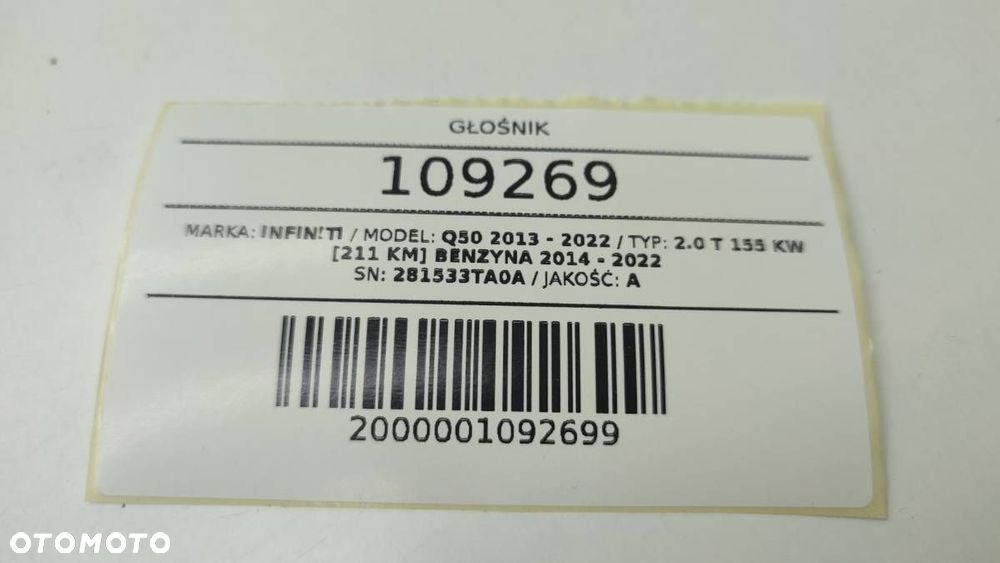 GŁOŚNIK
109269
MARKA: INFINITI / MODEL: Q50 2013 - 2022 / TYP: 2.0 T 155 KW
[211 KM] BENZYNA 2014 - 2022
SN: 281533TA0A / JAKOŚĆ: A
2000001092699
OTOMOTO